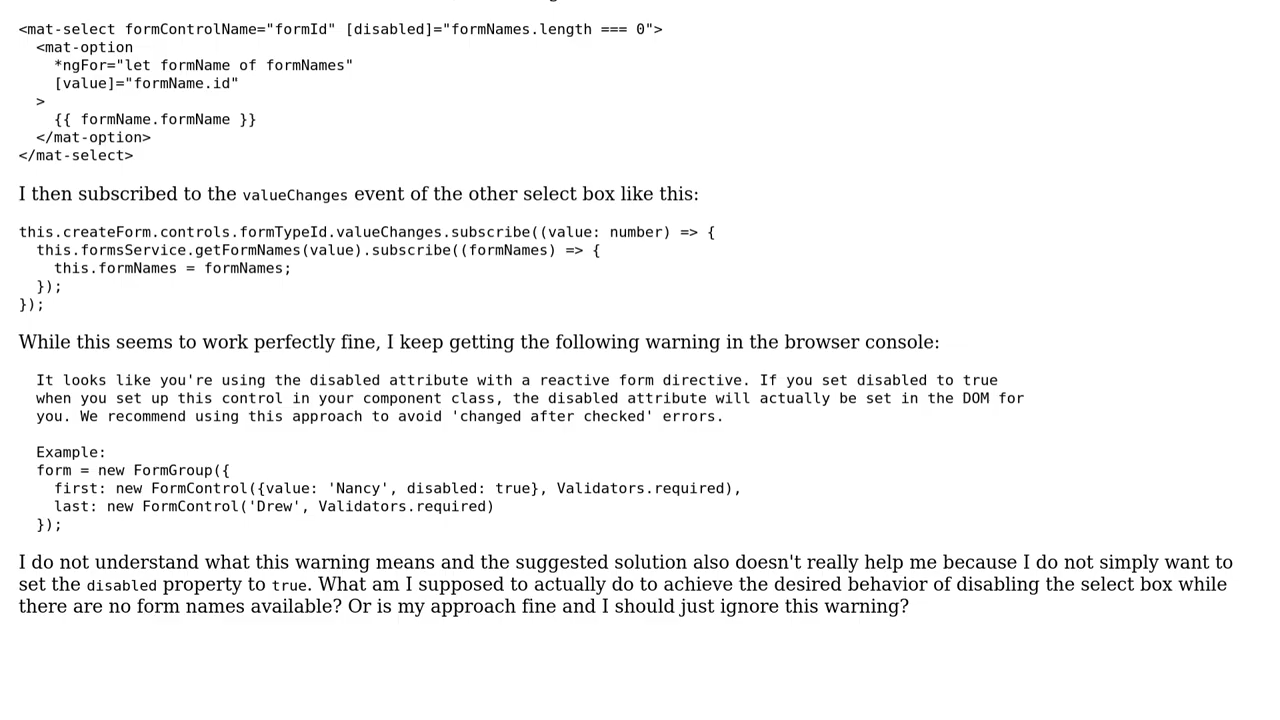 <mat-select formControlName="formId" [disabled]="formNames.length === 0">
  <mat-option
    *ngFor="let formName of formNames"
    [value]="formName.id"
  >
    {{ formName.formName }}
  </mat-option>
</mat-select>
I then subscribed to the valueChanges event of the other select box like this:
this.createForm.controls.formTypeId.valueChanges.subscribe((value: number) => {
  this.formsService.getFormNames(value).subscribe((formNames) => {
    this.formNames = formNames;
  });
});
While this seems to work perfectly fine, I keep getting the following warning in the browser console:
  It looks like you're using the disabled attribute with a reactive form directive. If you set disabled to true
  when you set up this control in your component class, the disabled attribute will actually be set in the DOM for
  you. We recommend using this approach to avoid 'changed after checked' errors.
  Example:
  form = new FormGroup({
    first: new FormControl({value: 'Nancy', disabled: true}, Validators.required),
    last: new FormControl('Drew', Validators.required)
  });
I do not understand what this warning means and the suggested solution also doesn't really help me because I do not simply want to
set the disabled property to true. What am I supposed to actually do to achieve the desired behavior of disabling the select box while
there are no form names available? Or is my approach fine and I should just ignore this warning?